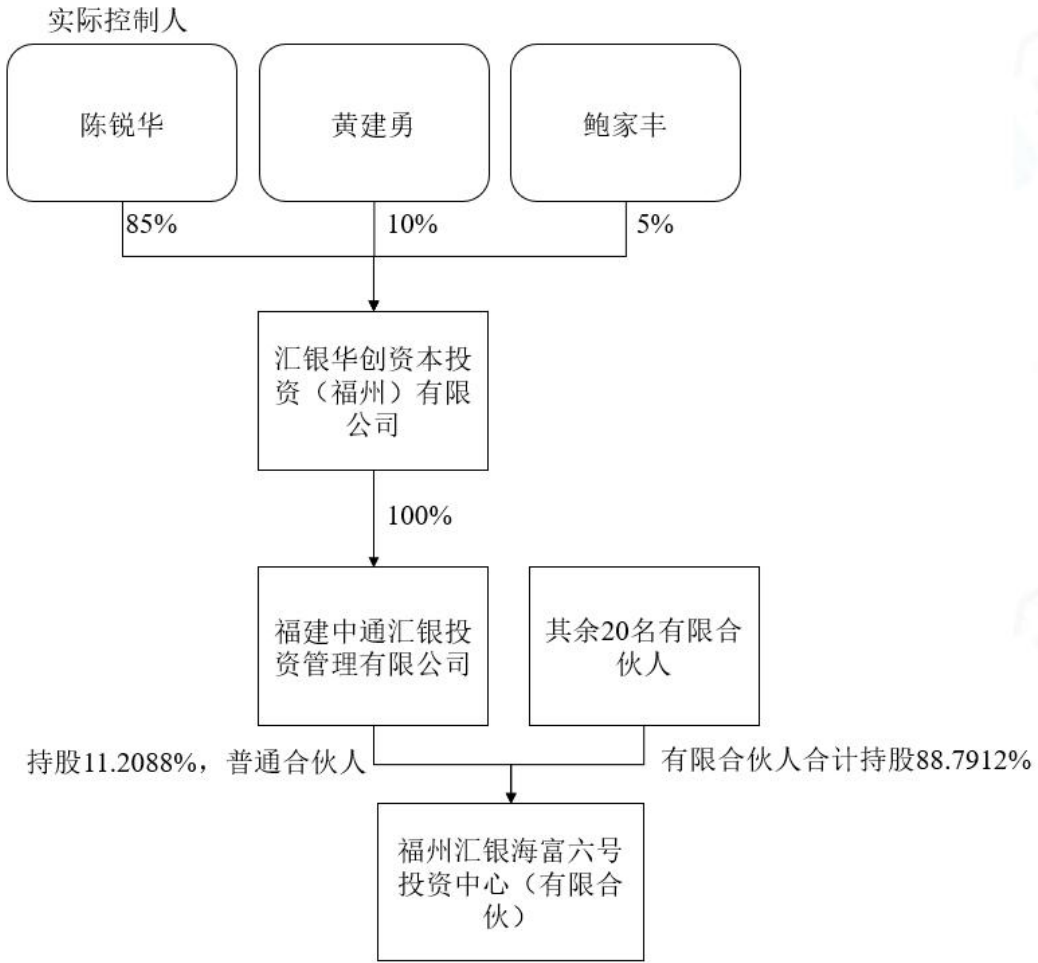 实际控制人
陈锐华
黄建勇
鲍家丰
85%
10%
5%
汇银华创资本投
资（福州）有限
公司
100%
福建中通汇银投
资管理有限公司
其余20名有限合
伙人
持股11.2088%，普通合伙人
有限合伙人合计持股88.7912%
福州汇银海富六号
投资中心（有限合
伙）